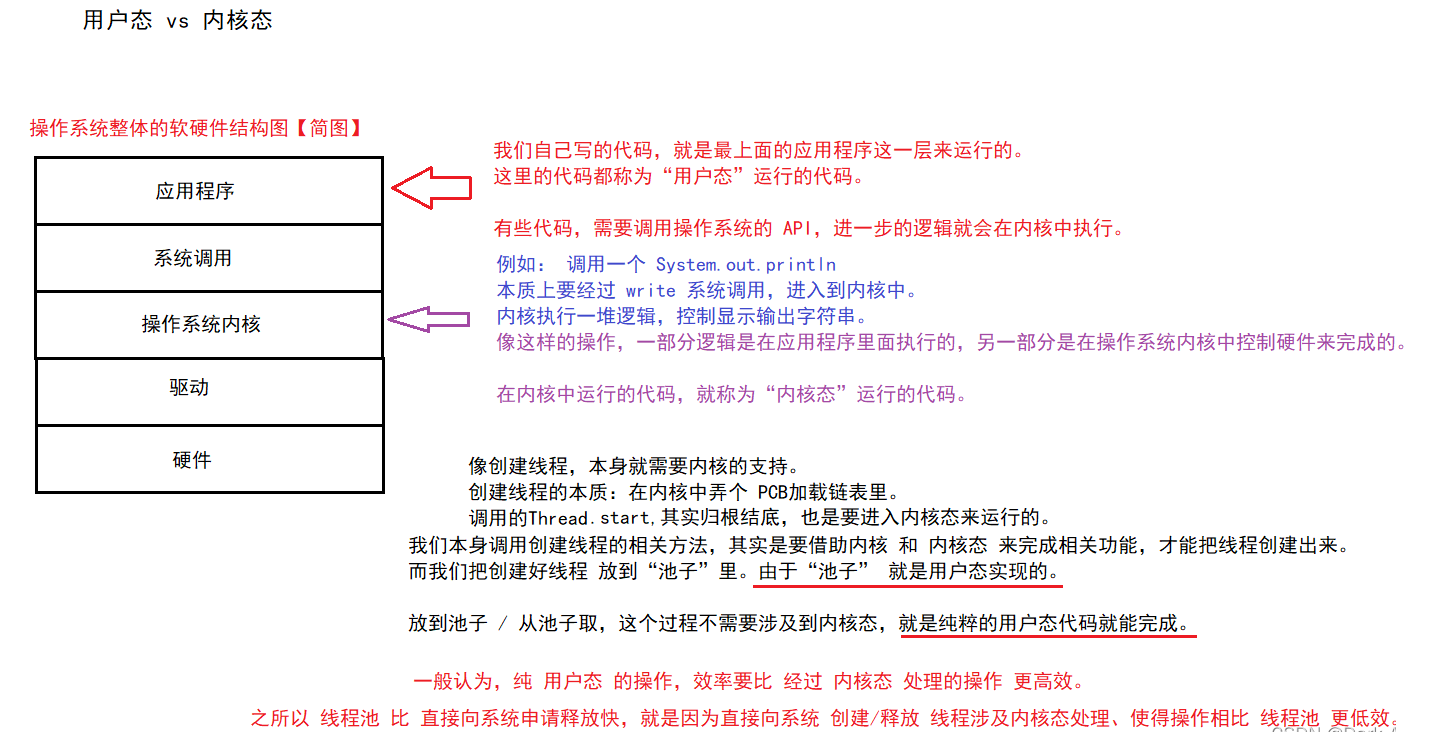 用户态 vs 内核态
操作系统整体的软硬件结构图【简图】
应用程序
系统调用
操作系统内核
驱动
硬件
我们自己写的代码，就是最上面的应用程序这一层来运行的。
这里的代码都称为“用户态”运行的代码。
有些代码，需要调用操作系统的 API，进一步的逻辑就会在内核中执行。
例如： 调用一个 System.out.println
本质上要经过 write 系统调用，进入到内核中。
内核执行一堆逻辑，控制显示输出字符串。
像这样的操作，一部分逻辑是在应用程序里面执行的，另一部分是在操作系统内核中控制硬件来完成的。
在内核中运行的代码，就称为“内核态”运行的代码。
像创建线程，本身就需要内核的支持。
创建线程的本质：在内核中弄个 PCB加载链表里。
调用的Thread.start,其实归根结底，也是要进入内核态来运行的。
我们本身调用创建线程的相关方法，其实是要借助内核 和 内核态 来完成相关功能，才能把线程创建出来。
而我们把创建好线程 放到“池子”里。由于“池子” 就是用户态实现的。
放到池子 / 从池子取，这个过程不需要涉及到内核态，就是纯粹的用户态代码就能完成。
一般认为，纯 用户态 的操作，效率要比 经过 内核态 处理的操作 更高效。
之所以 线程池 比 直接向系统申请释放快，就是因为直接向系统 创建/释放 线程涉及内核态处理、使得操作相比 线程池 更低效。